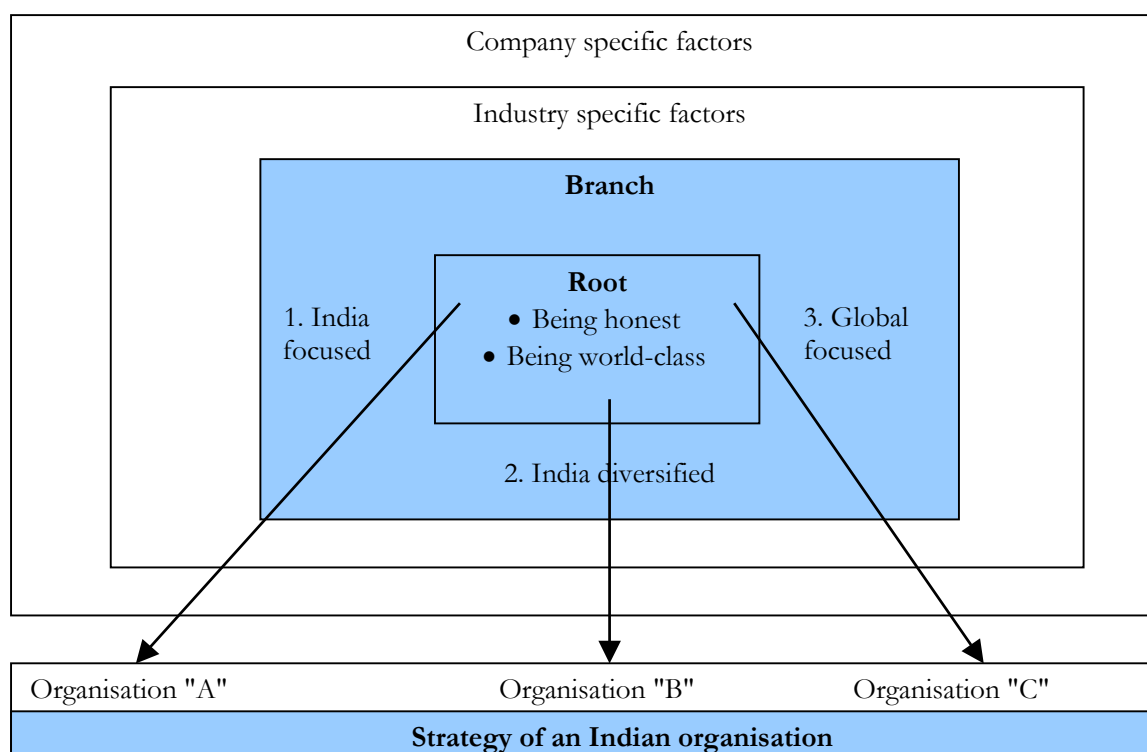 Company specific factors
Industry specific factors
Branch
Root
• Being honest
• Being world-class
1. India
focused
3. Global
focused
2. India diversified
Organisation "A"
Organisation "B"
Organisation "C"
Strategy of an Indian organisation